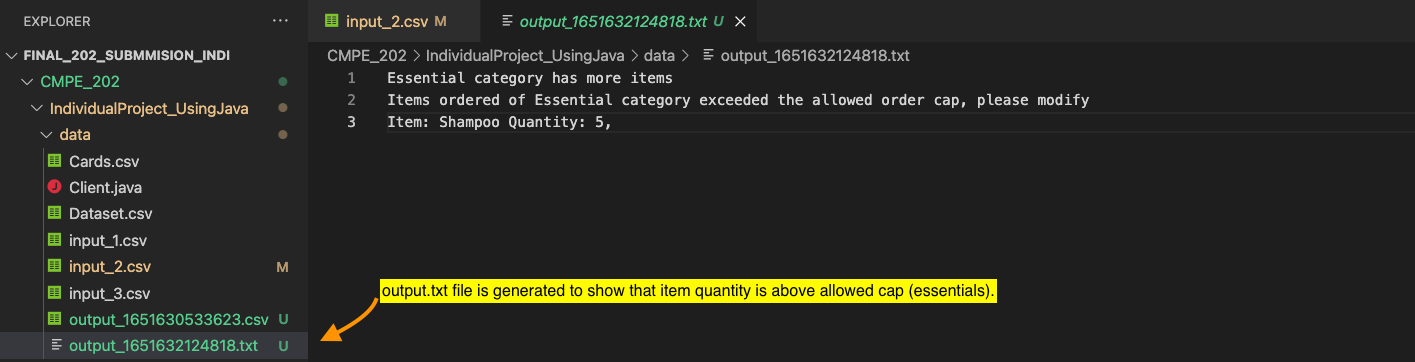 EXPLORER
···
FINAL_202_SUBMMISION_INDI
CMPE_202
IndividualProject_UsingJava
data
Cards.csv
J Client.java
Dataset.csv
input_1.csv
input_2.csv M
input_3.csv
output_1651630533623.csv U
output_1651632124818.txt U
input_2.csv M
output_1651632124818.txt U
CMPE_202 > IndividualProject_UsingJava > data > output_1651632124818.txt
1 Essential category has more items
2 Items ordered of Essential category exceeded the allowed order cap, please modify
3 Item: Shampoo Quantity: 5,
output.txt file is generated to show that item quantity is above allowed cap (essentials).